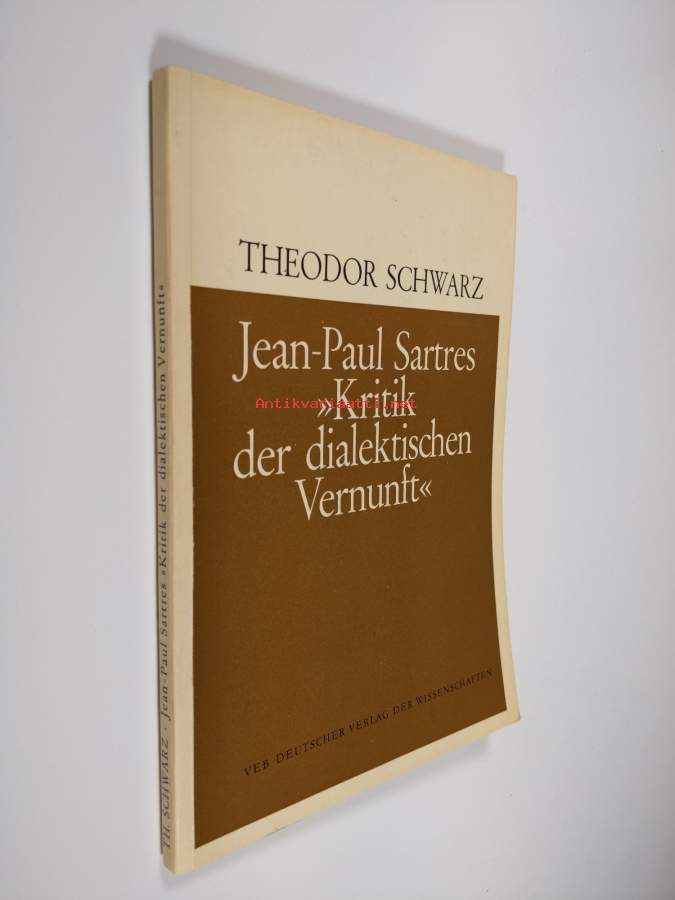 THEODOR SCHWARZ
Jean-Paul Sartres
»Kritik
der dialektischen
Vernunft«
VEB DEUTSCHER VERLAG DER WISSENSCHAFTEN
TH. SCHWARZ · Jean-Paul Sartres »Kritik der dialektischen Vernunft«
Antikvariaatti.net